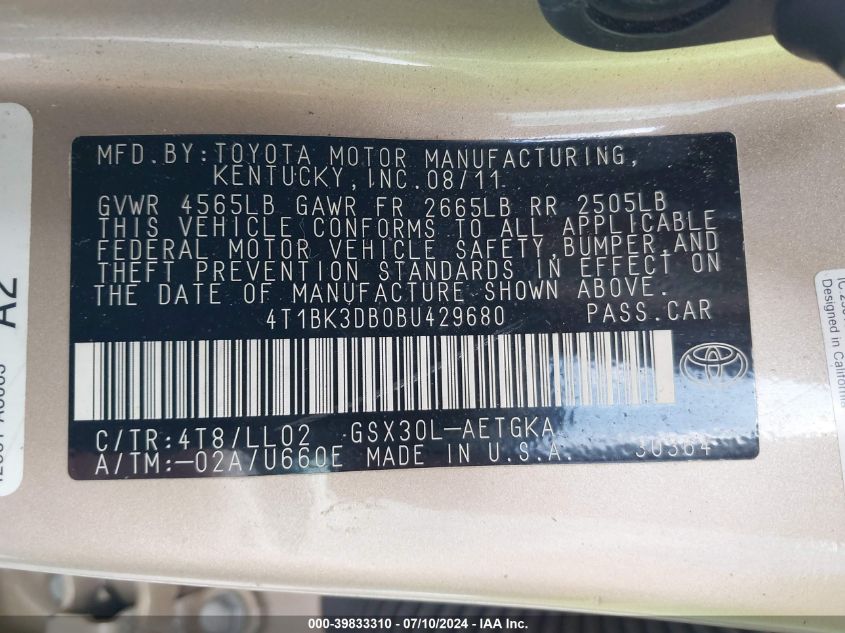 MFD.BY:TOYOTA MOTOR MANUFACTURING,
KENTUCKY,INC.08/11
GVWR 4565LB GAWR FR 2665LB RR 2505LB
THIS VEHICLE CONFORMS TO ALL APPLICABLE
FEDERAL MOTOR VEHICLE SAFETY,BUMPER,AND
THEFT PREVENTION STANDARDS IN EFFECT ON
THE DATE OF MANUFACTURE SHOWN ABOVE.
4T1BK3DB0BU429680 PASS.CAR
C/TR:4T8/LL02 GSX30L-AETGKA
A/TM:-02A/U660E MADE IN U.S.A. 3U364
A2
Designed in California
000-39833310 - 07/10/2024 - IAA Inc.